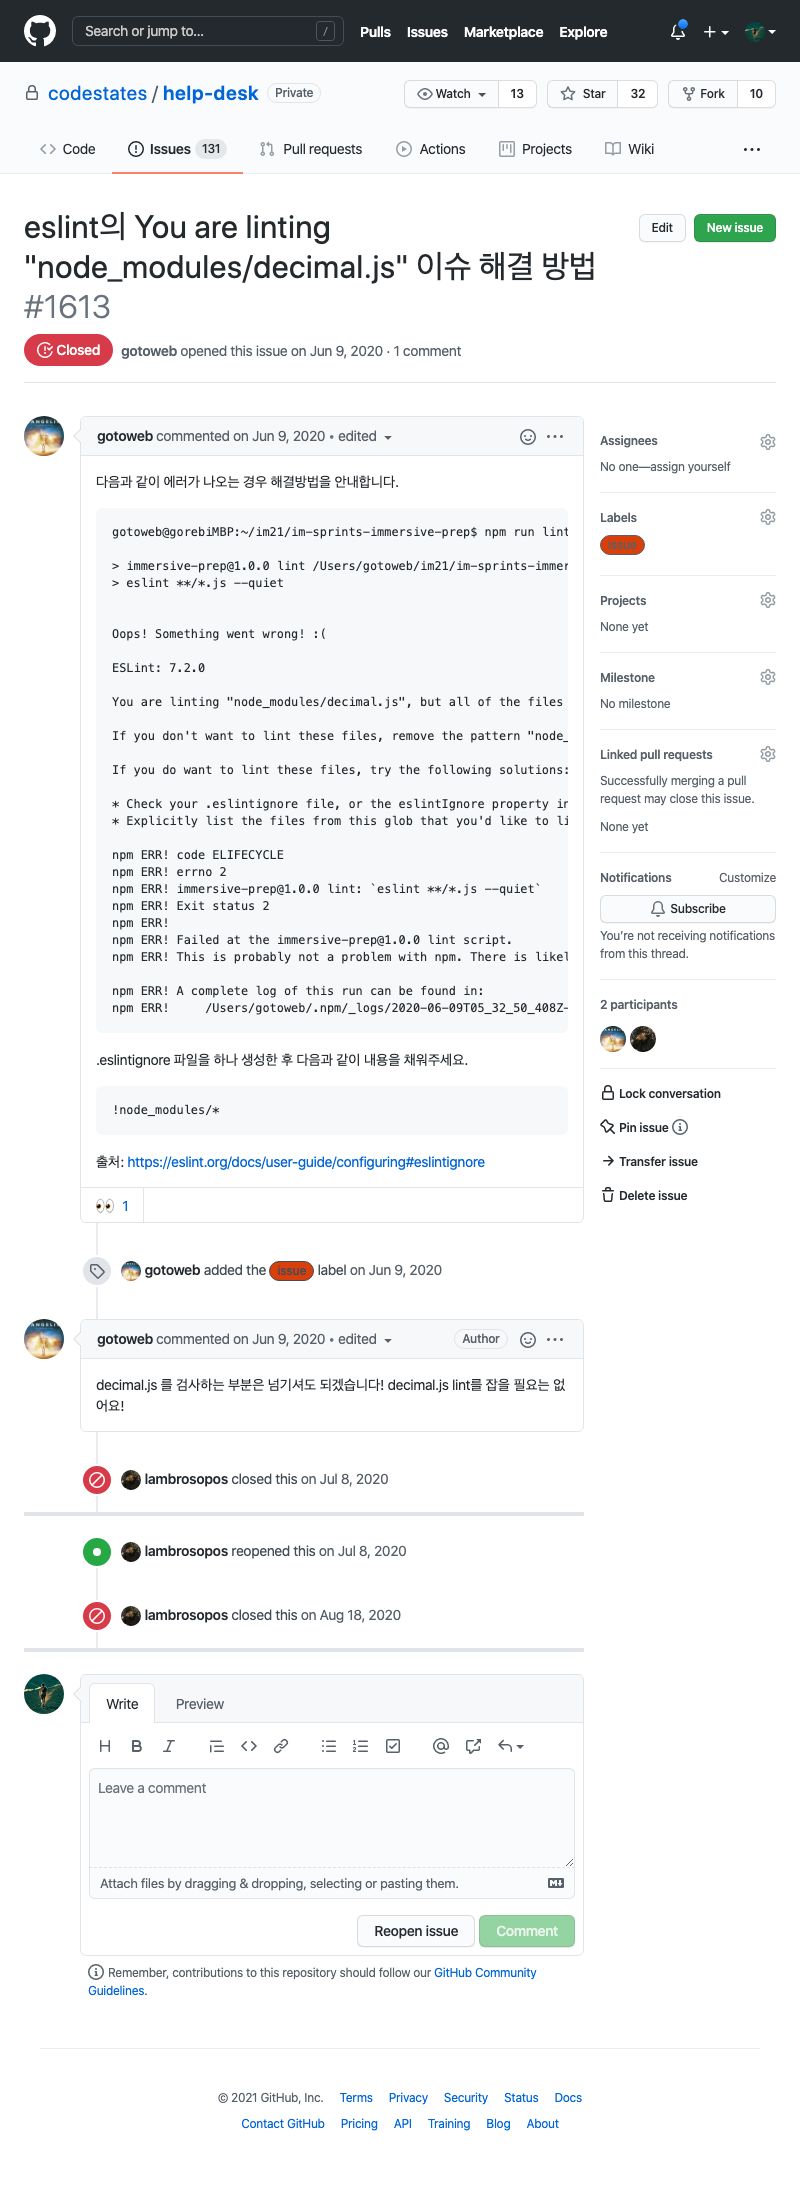 Search or jump to... /
Pulls Issues Marketplace Explore
codestates / help-desk Private
Watch 13 Star 32 Fork 10
Code Issues 131 Pull requests Actions Projects Wiki ...
eslint의 You are linting
"node_modules/decimal.js" 이슈 해결 방법
#1613
Edit New issue
Closed gotoweb opened this issue on Jun 9, 2020 · 1 comment
gotoweb commented on Jun 9, 2020 • edited
다음과 같이 에러가 나오는 경우 해결방법을 안내합니다.
gotoweb@gorebiMBP:~/im21/im-sprints-immersive-prep$ npm run lint
> immersive-prep@1.0.0 lint /Users/gotoweb/im21/im-sprints-immer
> eslint **/*.js --quiet
Oops! Something went wrong! :(
ESLint: 7.2.0
You are linting "node_modules/decimal.js", but all of the files
If you don't want to lint these files, remove the pattern "node_
If you do want to lint these files, try the following solutions:
* Check your .eslintignore file, or the eslintIgnore property in
* Explicitly list the files from this glob that you'd like to li
npm ERR! code ELIFECYCLE
npm ERR! errno 2
npm ERR! immersive-prep@1.0.0 lint: `eslint **/*.js --quiet`
npm ERR! Exit status 2
npm ERR!
npm ERR! Failed at the immersive-prep@1.0.0 lint script.
npm ERR! This is probably not a problem with npm. There is likel
npm ERR! A complete log of this run can be found in:
npm ERR!     /Users/gotoweb/.npm/_logs/2020-06-09T05_32_50_408Z-
.eslintignore 파일을 하나 생성한 후 다음과 같이 내용을 채워주세요.
!node_modules/*
출처: https://eslint.org/docs/user-guide/configuring#eslintignore
👀 1
gotoweb added the issue label on Jun 9, 2020
gotoweb commented on Jun 9, 2020 • edited Author
decimal.js 를 검사하는 부분은 넘기셔도 되겠습니다! decimal.js lint를 잡을 필요는 없
어요!
lambrosopos closed this on Jul 8, 2020
lambrosopos reopened this on Jul 8, 2020
lambrosopos closed this on Aug 18, 2020
Write Preview
Leave a comment
Attach files by dragging & dropping, selecting or pasting them.
Reopen issue Comment
Remember, contributions to this repository should follow our GitHub Community
Guidelines.
Assignees
No one—assign yourself
Labels
issue
Projects
None yet
Milestone
No milestone
Linked pull requests
Successfully merging a pull
request may close this issue.
None yet
Notifications Customize
Subscribe
You're not receiving notifications
from this thread.
2 participants
Lock conversation
Pin issue
Transfer issue
Delete issue
© 2021 GitHub, Inc. Terms Privacy Security Status Docs
Contact GitHub Pricing API Training Blog About